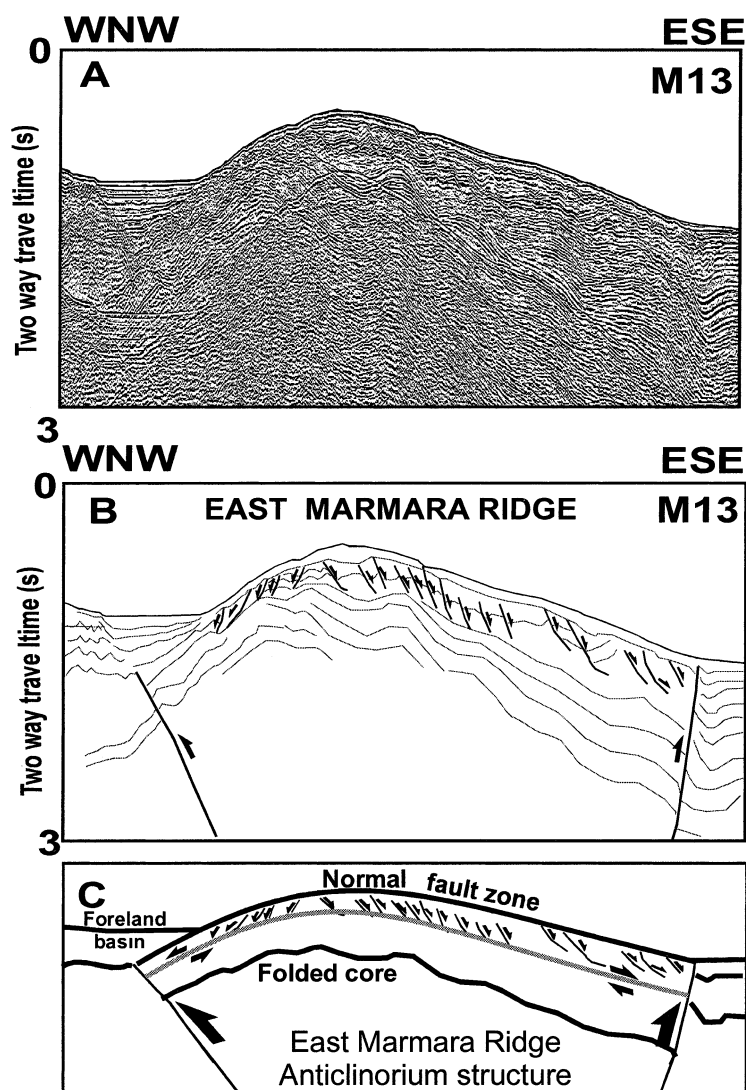 WNW ESE
0
A M13
Two way trave ltime (s)
3
WNW ESE
0
B EAST MARMARA RIDGE M13
Two way trave ltime (s)
3
C
Normal fault zone
Foreland
basin
Folded core
East Marmara Ridge
Anticlinorium structure